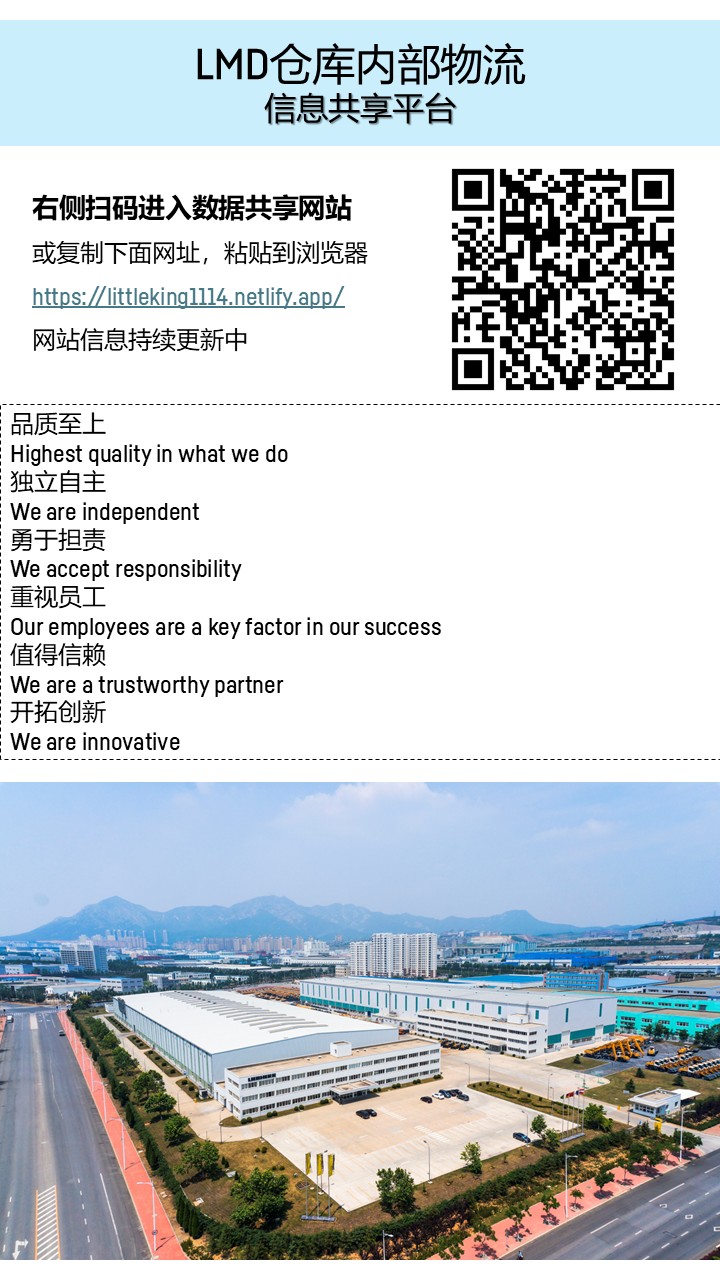 LMD仓库内部物流
信息共享平台
右侧扫码进入数据共享网站
或复制下面网址，粘贴到浏览器
https://littleking1114.netlify.app/
网站信息持续更新中
品质至上
Highest quality in what we do
独立自主
We are independent
勇于担责
We accept responsibility
重视员工
Our employees are a key factor in our success
值得信赖
We are a trustworthy partner
开拓创新
We are innovative